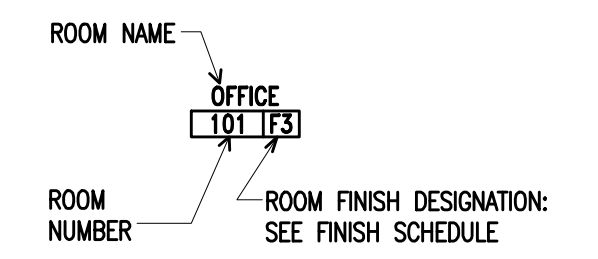 ROOM NAME
OFFICE
101 F3
ROOM
NUMBER
ROOM FINISH DESIGNATION:
SEE FINISH SCHEDULE